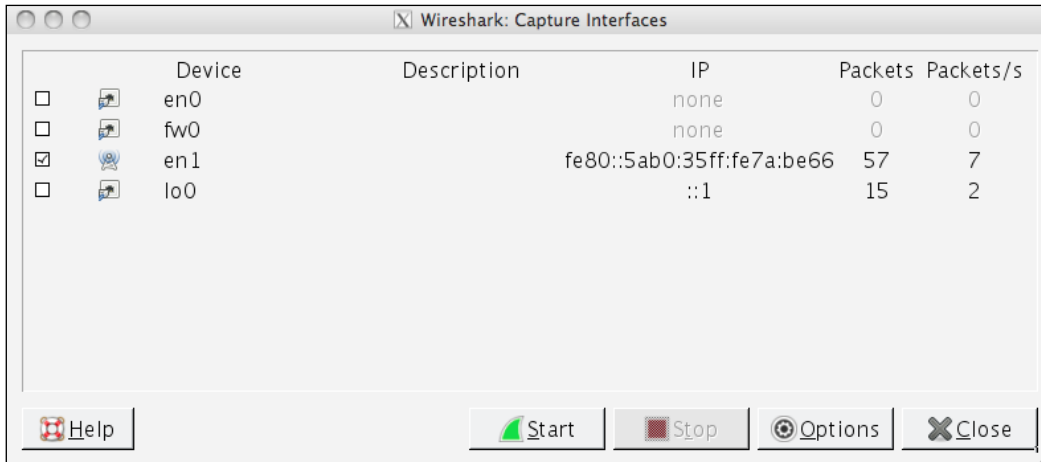 Wireshark: Capture Interfaces
Device Description IP Packets Packets/s
en0 none 0 0
fw0 none 0 0
en1 fe80::5ab0:35ff:fe7a:be66 57 7
lo0 ::1 15 2
Help Start Stop Options Close